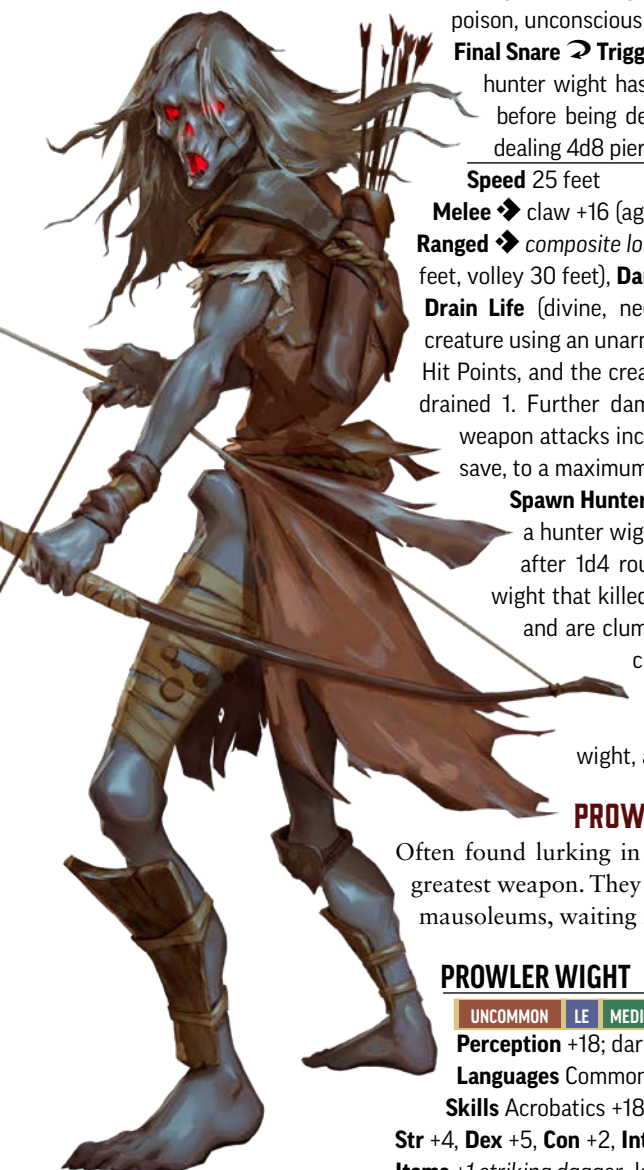 poison, unconscious
Final Snare Trigg
hunter wight has
before being de
dealing 4d8 pier
Speed 25 feet
Melee claw +16 (ag
Ranged composite lo
feet, volley 30 feet), Da
Drain Life (divine, ne
creature using an unarm
Hit Points, and the crea
drained 1. Further dam
weapon attacks inc
save, to a maximum
Spawn Hunter
a hunter wig
after 1d4 rou
wight that killed
and are clum
c
wight, a
PROW
Often found lurking in
greatest weapon. They
mausoleums, waiting
PROWLER WIGHT
UNCOMMON LE MEDI
Perception +18; dar
Languages Common
Skills Acrobatics +18
Str +4, Dex +5, Con +2, Int
Items +1 striking dagger